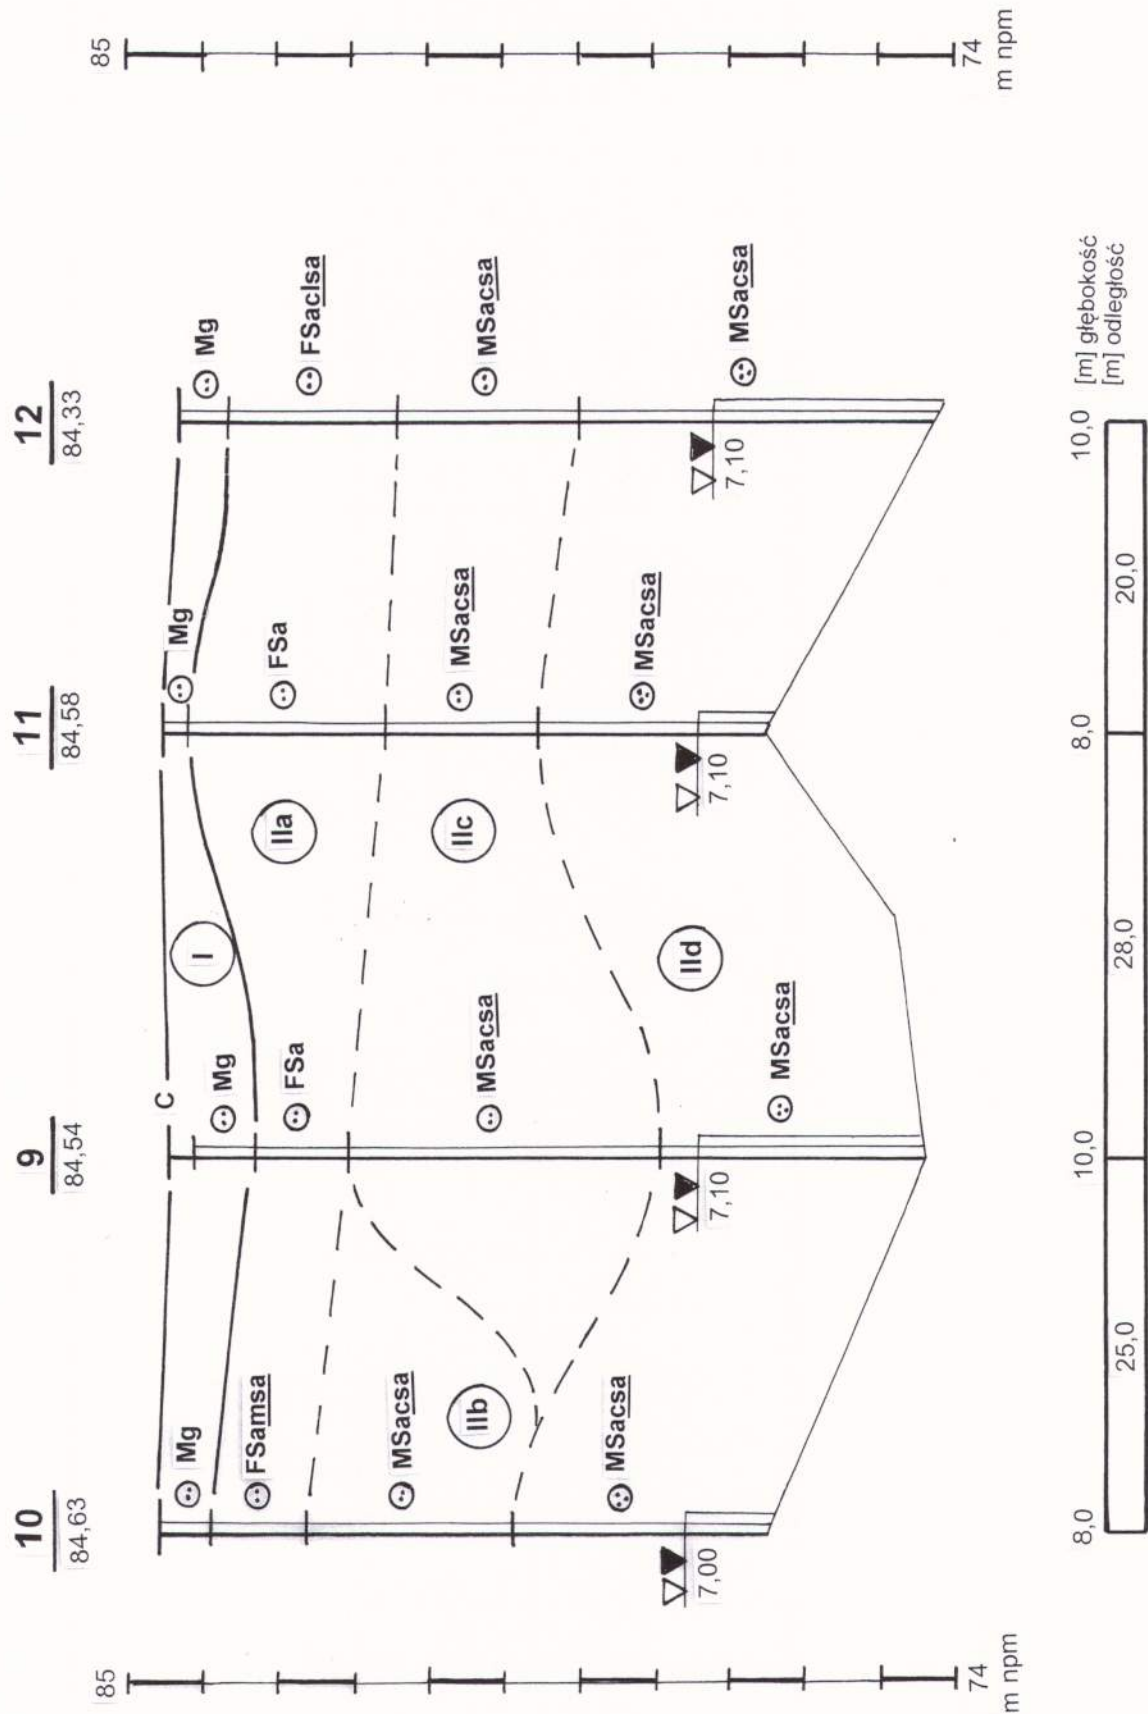 10
84,63
9
84,54
11
84,58
12
84,33
85
85
C
Mg
Mg
Mg
Mg
I
FSamsa
FSa
IIa
FSa
FSaclsa
MSacsa
IIb
MSacsa
IIc
MSacsa
MSacsa
MSacsa
IId
MSacsa
MSacsa
MSacsa
7,00
7,10
7,10
7,10
74
m npm
74
m npm
8,0
10,0
8,0
10,0
[m] głębokość
25,0
28,0
20,0
[m] odległość